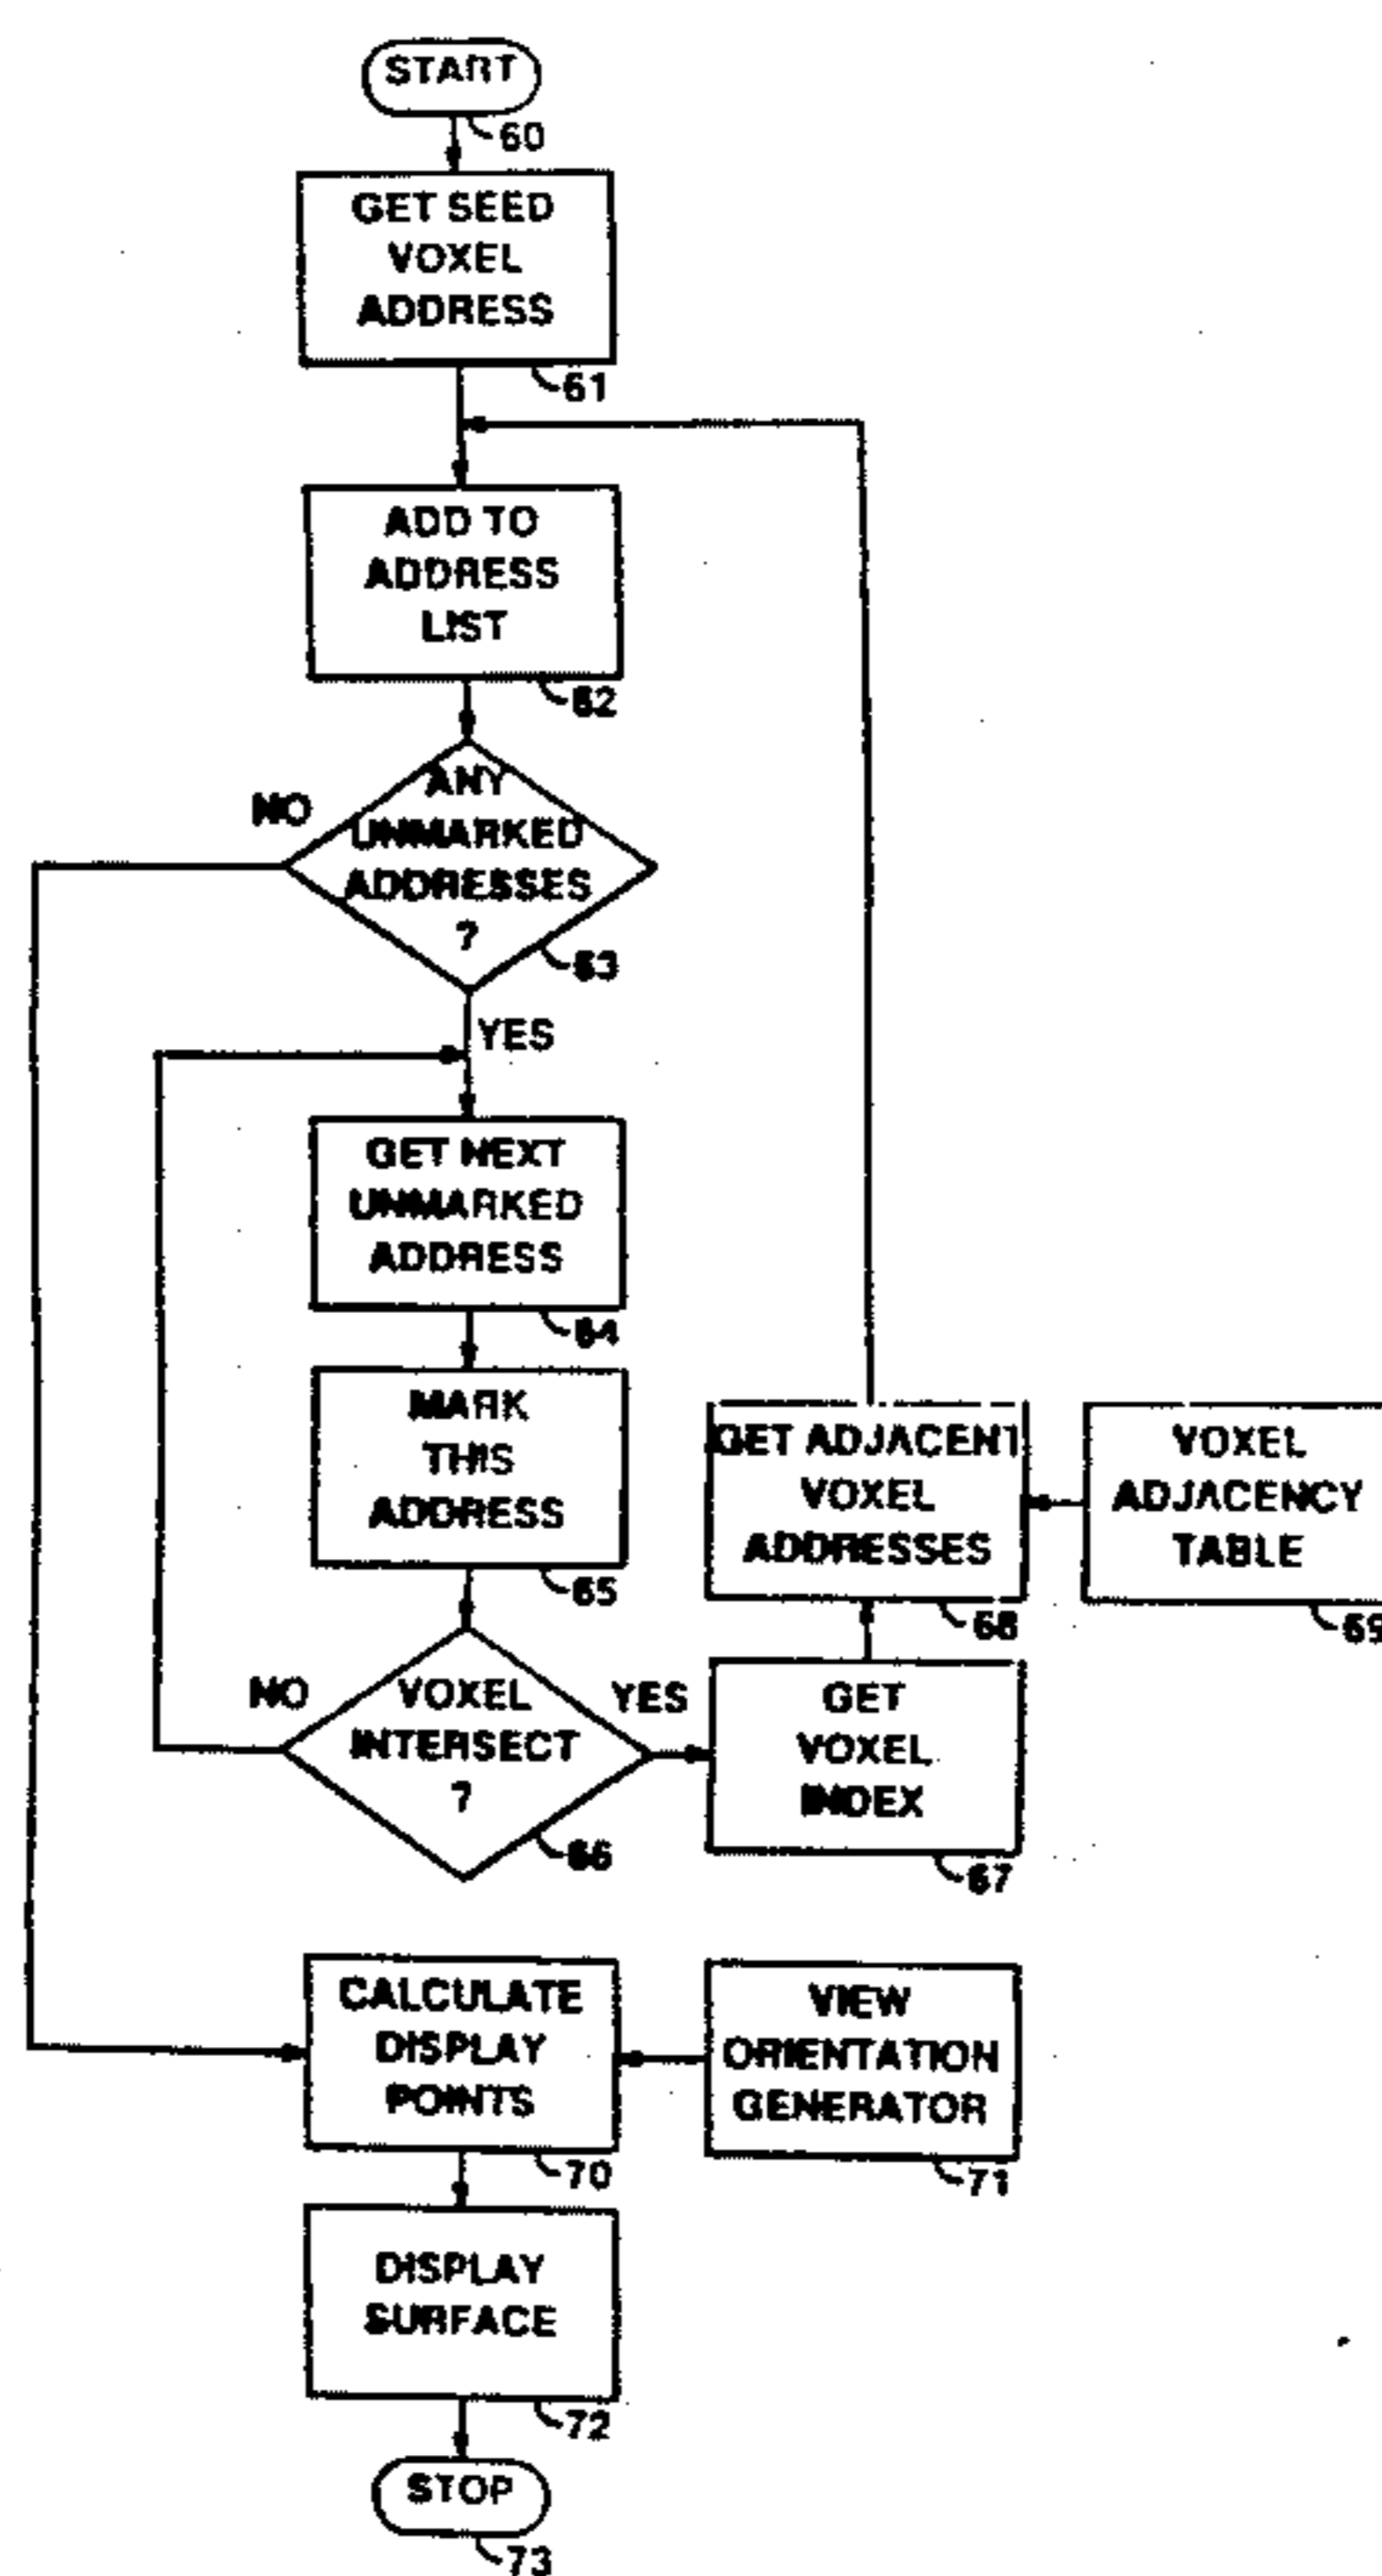 START
60
GET SEED
VOXEL
ADDRESS
61
ADD TO
ADDRESS
LIST
62
ANY
UNMARKED
ADDRESSES
?
63
NO
YES
GET NEXT
UNMARKED
ADDRESS
64
MARK
THIS
ADDRESS
65
VOXEL
INTERSECT
?
66
NO
YES
GET
VOXEL
INDEX
67
GET ADJACENT
VOXEL
ADDRESSES
68
VOXEL
ADJACENCY
TABLE
69
CALCULATE
DISPLAY
POINTS
70
VIEW
ORIENTATION
GENERATOR
71
DISPLAY
SURFACE
72
STOP
73